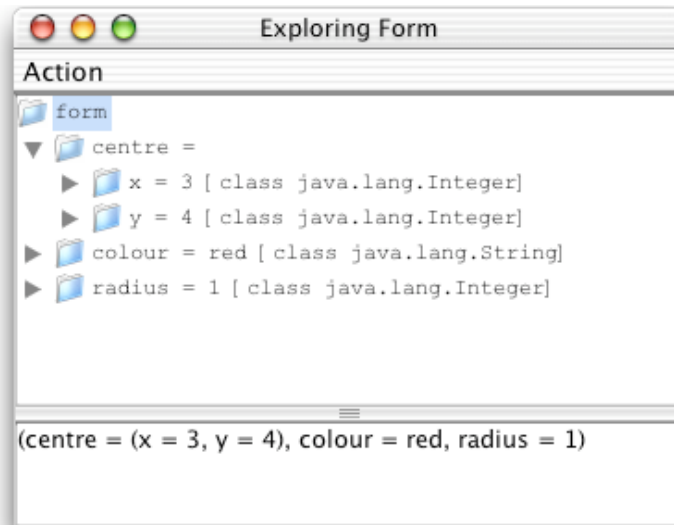 Exploring Form
Action
form
centre =
x = 3 [ class java.lang.Integer]
y = 4 [ class java.lang.Integer]
colour = red [ class java.lang.String]
radius = 1 [ class java.lang.Integer]
(centre = (x = 3, y = 4), colour = red, radius = 1)